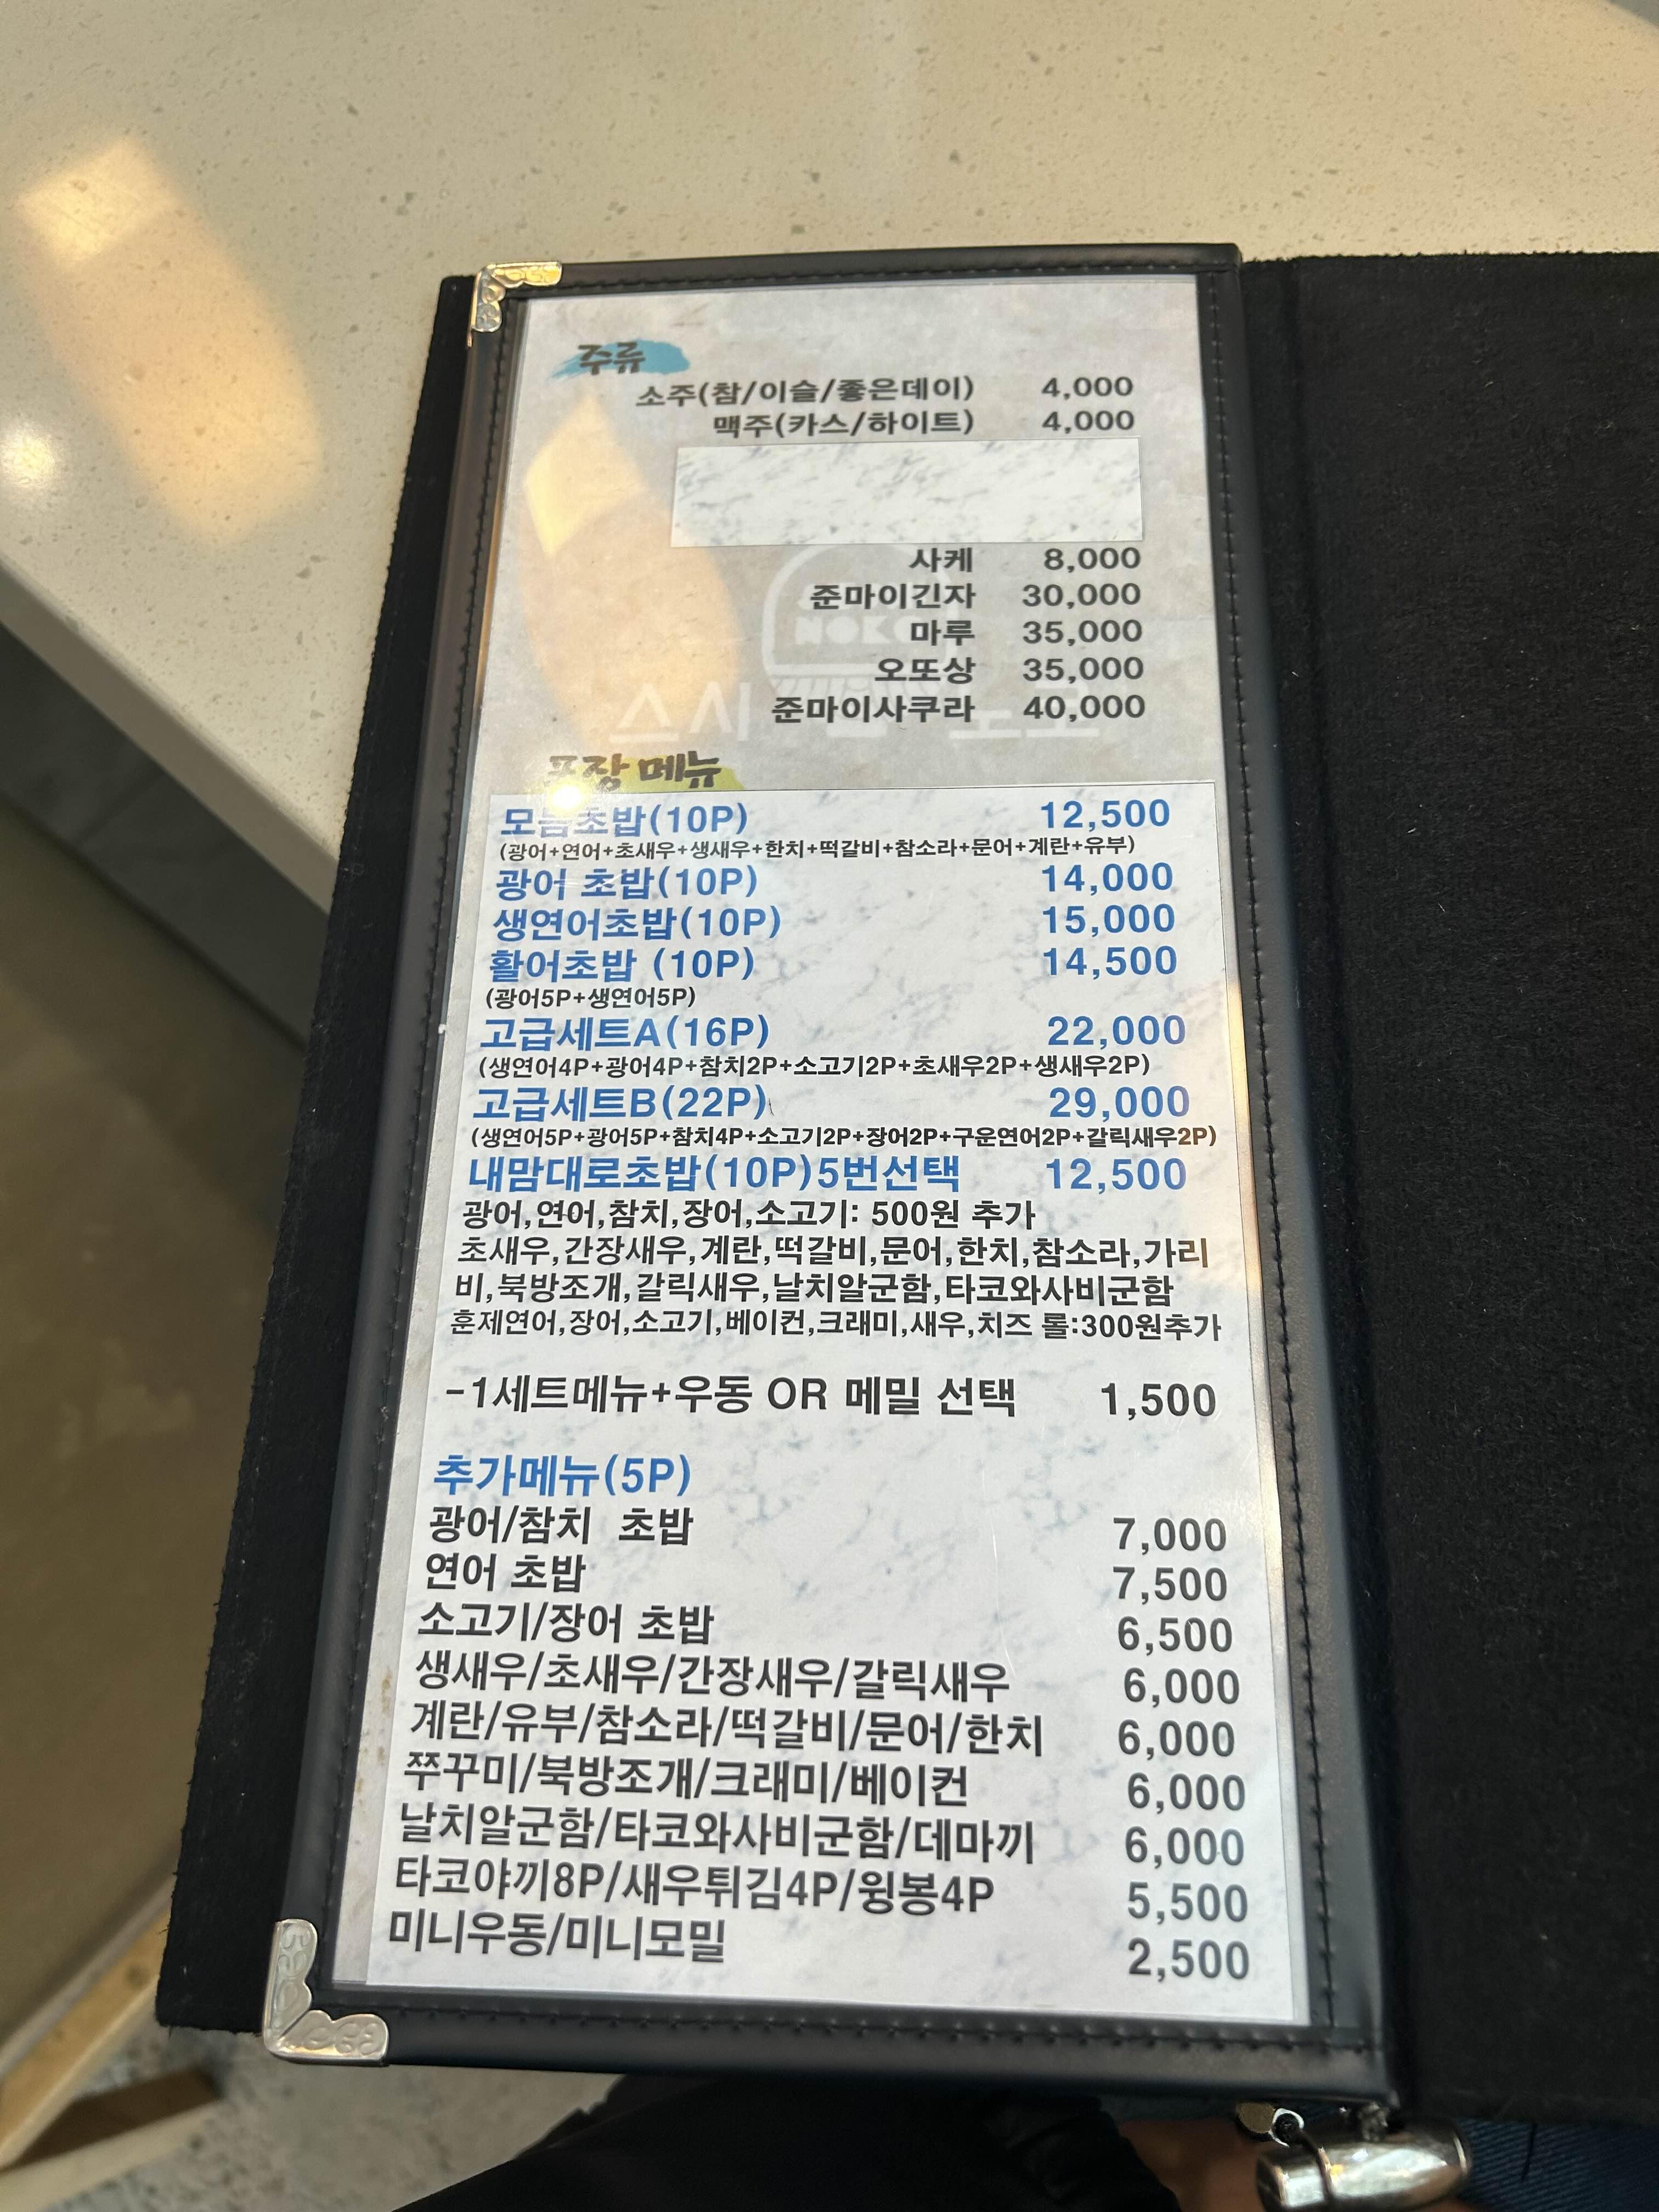 주류
소주(참/이슬/좋은데이) 4,000
맥주(카스/하이트) 4,000
사케 8,000
준마이긴자 30,000
마루 35,000
오또상 35,000
준마이사쿠라 40,000
스시 노코
포장 메뉴
모듬초밥(10P) 12,500
(광어+연어+초새우+생새우+한치+떡갈비+참소라+문어+계란+유부)
광어 초밥(10P) 14,000
생연어초밥(10P) 15,000
활어초밥 (10P) 14,500
(광어5P+생연어5P)
고급세트A(16P) 22,000
(생연어4P+광어4P+참치2P+소고기2P+초새우2P+생새우2P)
고급세트B(22P) 29,000
(생연어5P+광어5P+참치4P+소고기2P+장어2P+구운연어2P+갈릭새우2P)
내맘대로초밥(10P)5번선택 12,500
광어,연어,참치,장어,소고기: 500원 추가
초새우,간장새우,계란,떡갈비,문어,한치,참소라,가리
비,북방조개,갈릭새우,날치알군함,타코와사비군함
훈제연어,장어,소고기,베이컨,크래미,새우,치즈 롤:300원추가
-1세트메뉴+우동 OR 메밀 선택 1,500
추가메뉴(5P)
광어/참치 초밥 7,000
연어 초밥 7,500
소고기/장어 초밥 6,500
생새우/초새우/간장새우/갈릭새우 6,000
계란/유부/참소라/떡갈비/문어/한치 6,000
쭈꾸미/북방조개/크래미/베이컨 6,000
날치알군함/타코와사비군함/데마끼 6,000
타코야끼8P/새우튀김4P/윙봉4P 5,500
미니우동/미니모밀 2,500